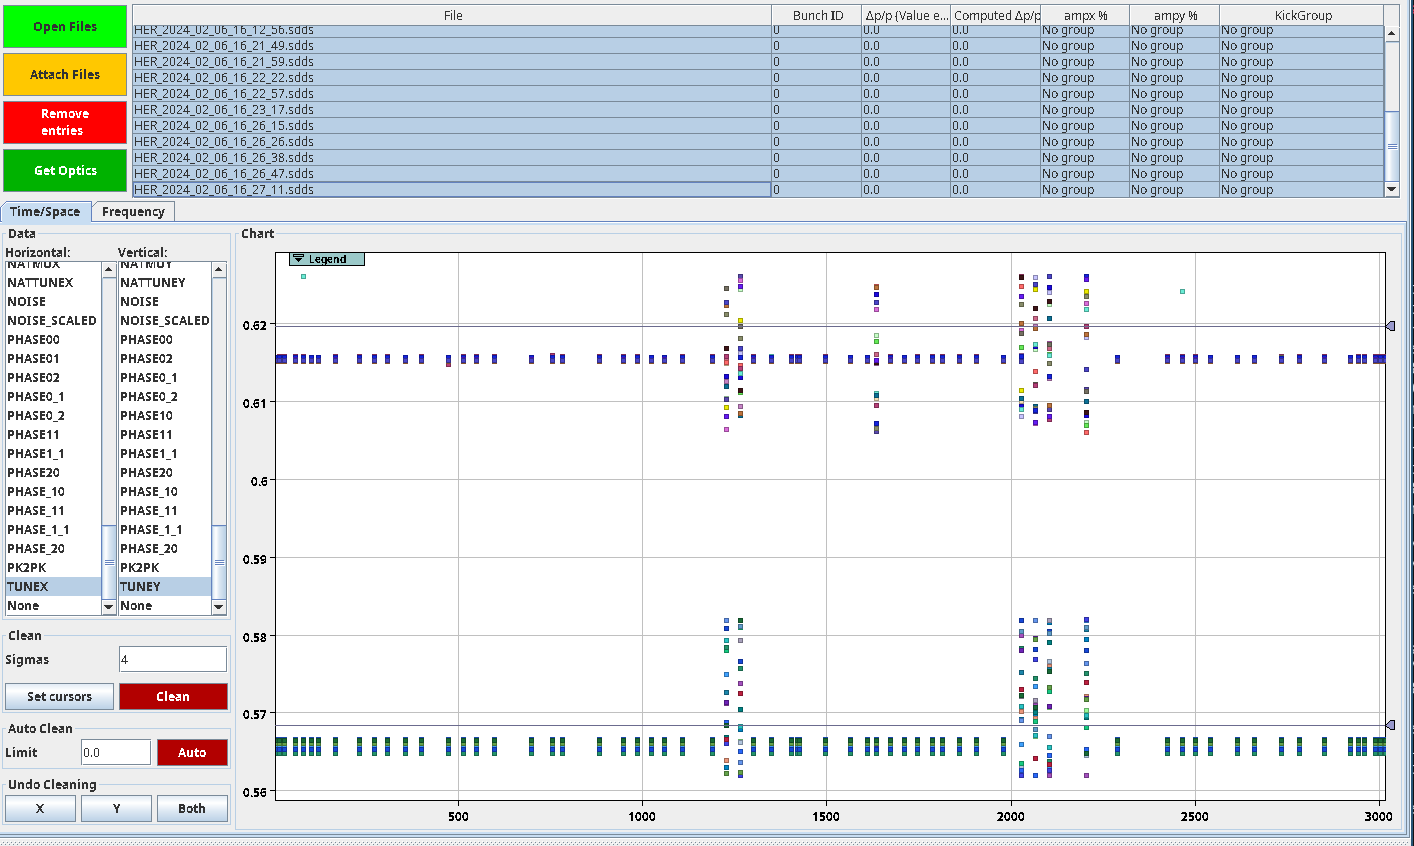 Open Files
Attach Files
Remove
entries
Get Optics
File Bunch ID Δp/p (Value e... Computed Δp/p ampx % ampy % KickGroup
HER_2024_02_06_16_12_56.sdds 0 0.0 0.0 No group No group No group
HER_2024_02_06_16_21_49.sdds 0 0.0 0.0 No group No group No group
HER_2024_02_06_16_21_59.sdds 0 0.0 0.0 No group No group No group
HER_2024_02_06_16_22_22.sdds 0 0.0 0.0 No group No group No group
HER_2024_02_06_16_22_57.sdds 0 0.0 0.0 No group No group No group
HER_2024_02_06_16_23_17.sdds 0 0.0 0.0 No group No group No group
HER_2024_02_06_16_26_15.sdds 0 0.0 0.0 No group No group No group
HER_2024_02_06_16_26_26.sdds 0 0.0 0.0 No group No group No group
HER_2024_02_06_16_26_38.sdds 0 0.0 0.0 No group No group No group
HER_2024_02_06_16_26_47.sdds 0 0.0 0.0 No group No group No group
HER_2024_02_06_16_27_11.sdds 0 0.0 0.0 No group No group No group
Time/Space Frequency
Data
Horizontal: Vertical:
NATMUX NATMUY
NATTUNEX NATTUNEY
NOISE NOISE
NOISE_SCALED NOISE_SCALED
PHASE00 PHASE00
PHASE01 PHASE02
PHASE02 PHASE0_1
PHASE0_1 PHASE0_2
PHASE0_2 PHASE10
PHASE11 PHASE11
PHASE1_1 PHASE1_1
PHASE20 PHASE20
PHASE_10 PHASE_10
PHASE_11 PHASE_11
PHASE_1_1 PHASE_1_1
PHASE_20 PHASE_20
PK2PK PK2PK
TUNEX TUNEY
None None
Clean
Sigmas 4
Set cursors Clean
Auto Clean
Limit 0.0 Auto
Undo Cleaning
X Y Both
Chart
Legend
0.62
0.61
0.6
0.59
0.58
0.57
0.56
500 1000 1500 2000 2500 3000